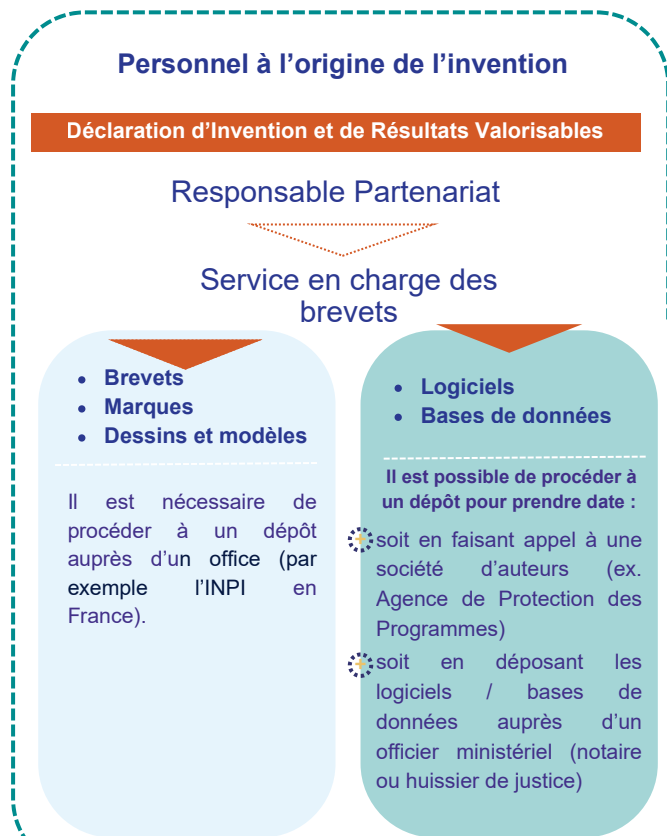 Personnel à l’origine de l’invention
Déclaration d’Invention et de Résultats Valorisables
Responsable Partenariat
Service en charge des
brevets
• Brevets
• Marques
• Dessins et modèles
Il est nécessaire de
procéder à un dépôt
auprès d’un office (par
exemple l’INPI en
France).
• Logiciels
• Bases de données
Il est possible de procéder à
un dépôt pour prendre date :
soit en faisant appel à une
société d’auteurs (ex.
Agence de Protection des
Programmes)
soit en déposant les
logiciels / bases de
données auprès d’un
officier ministériel (notaire
ou huissier de justice)